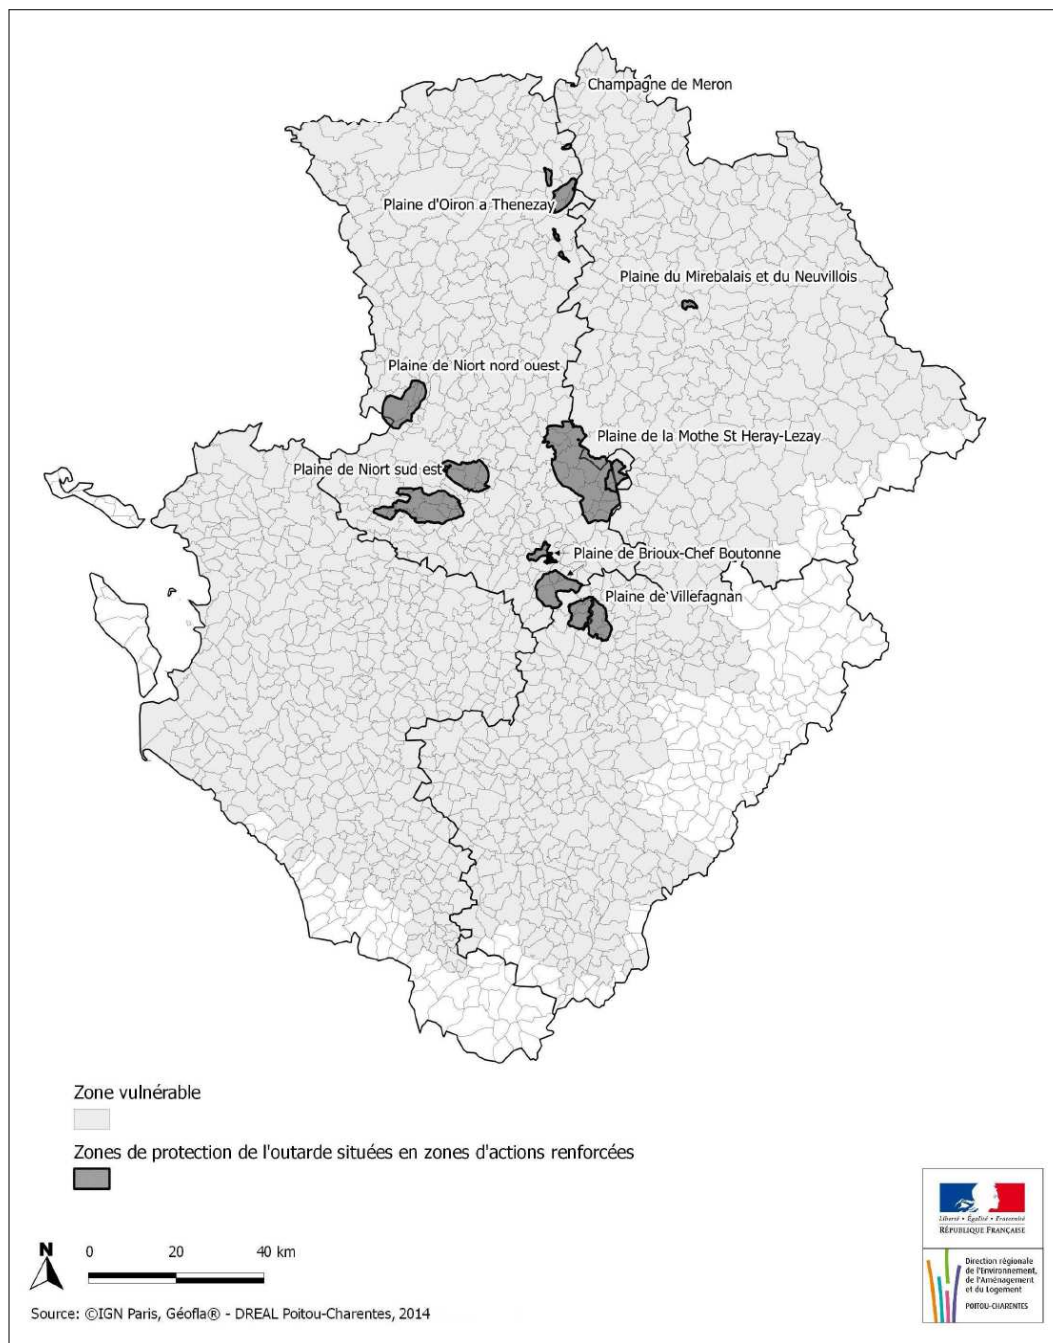 Champagne de Meron
Plaine d'Oiron a Thenezay
Plaine du Mirebalais et du Neuvillois
Plaine de Niort nord ouest
Plaine de la Mothe St Heray-Lezay
Plaine de Niort sud est
Plaine de Brioux-Chef Boutonne
Plaine de Villefagnan
Zone vulnérable
Zones de protection de l'outarde situées en zones d'actions renforcées
N
0 20 40 km
Source: ©IGN Paris, Géofla® - DREAL Poitou-Charentes, 2014
Liberté • Égalité • Fraternité
RÉPUBLIQUE FRANÇAISE
Direction régionale
de l'Environnement,
de l'Aménagement
et du Logement
POITOU-CHARENTES